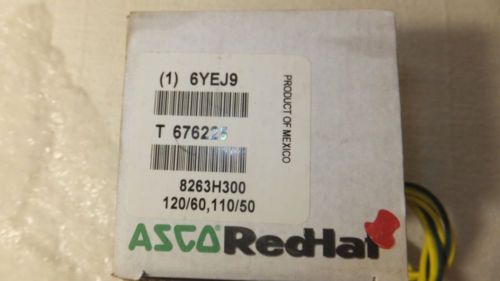 (1) 6YEJ9
T 676225
PRODUCT OF MEXICO
8263H300
120/60,110/50
ASCO RedHat